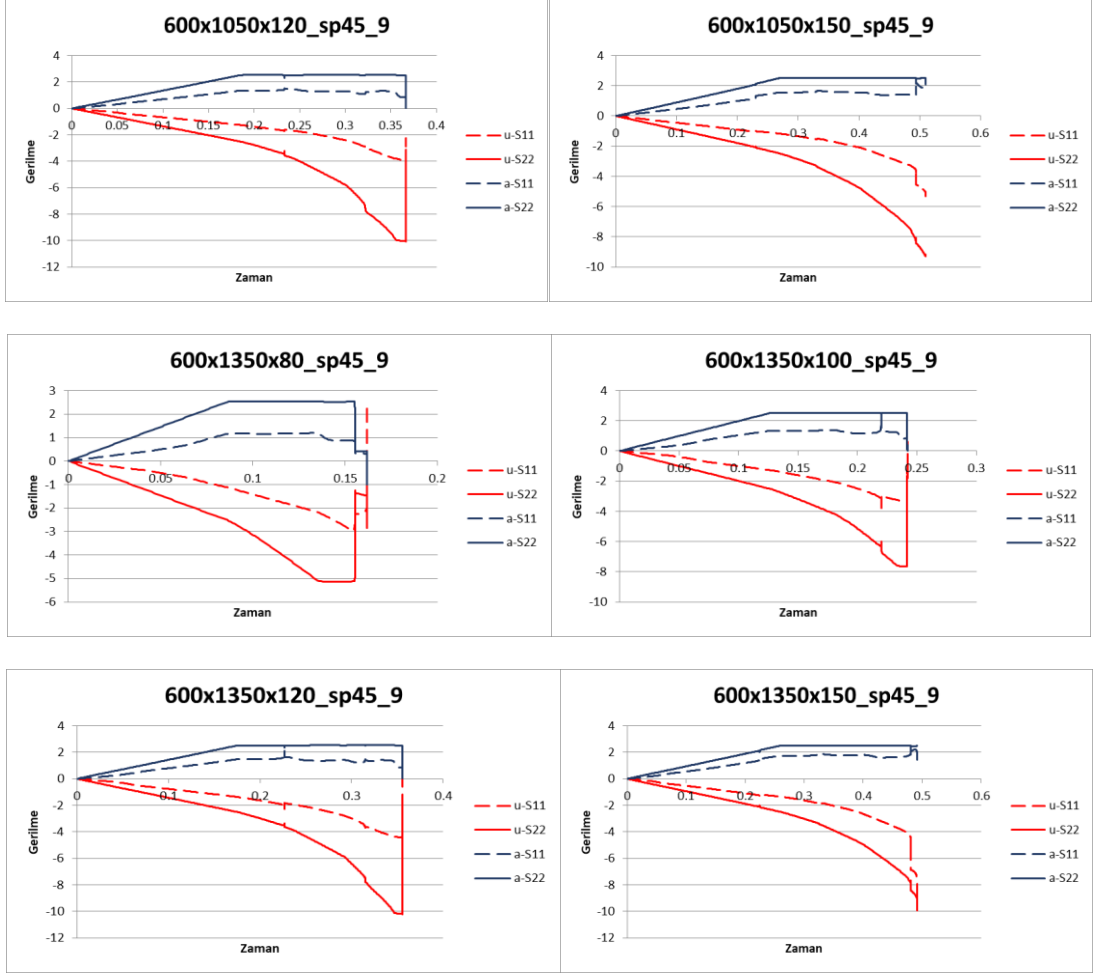 600x1050x120_sp45_9
4
2
0
-2
-4
-6
-8
-10
-12
0 0.05 0.1 0.15 0.2 0.25 0.3 0.35 0.4
Gerilme
Zaman
u-S11
u-S22
a-S11
a-S22
600x1050x150_sp45_9
4
2
0
-2
-4
-6
-8
-10
0 0.1 0.2 0.3 0.4 0.5 0.6
Gerilme
Zaman
u-S11
u-S22
a-S11
a-S22
600x1350x80_sp45_9
3
2
1
0
-1
-2
-3
-4
-5
-6
0 0.05 0.1 0.15 0.2
Gerilme
Zaman
u-S11
u-S22
a-S11
a-S22
600x1350x100_sp45_9
4
2
0
-2
-4
-6
-8
-10
0 0.05 0.1 0.15 0.2 0.25 0.3
Gerilme
Zaman
u-S11
u-S22
a-S11
a-S22
600x1350x120_sp45_9
4
2
0
-2
-4
-6
-8
-10
-12
0 0.1 0.2 0.3 0.4
Gerilme
Zaman
u-S11
u-S22
a-S11
a-S22
600x1350x150_sp45_9
4
2
0
-2
-4
-6
-8
-10
-12
0 0.1 0.2 0.3 0.4 0.5 0.6
Gerilme
Zaman
u-S11
u-S22
a-S11
a-S22